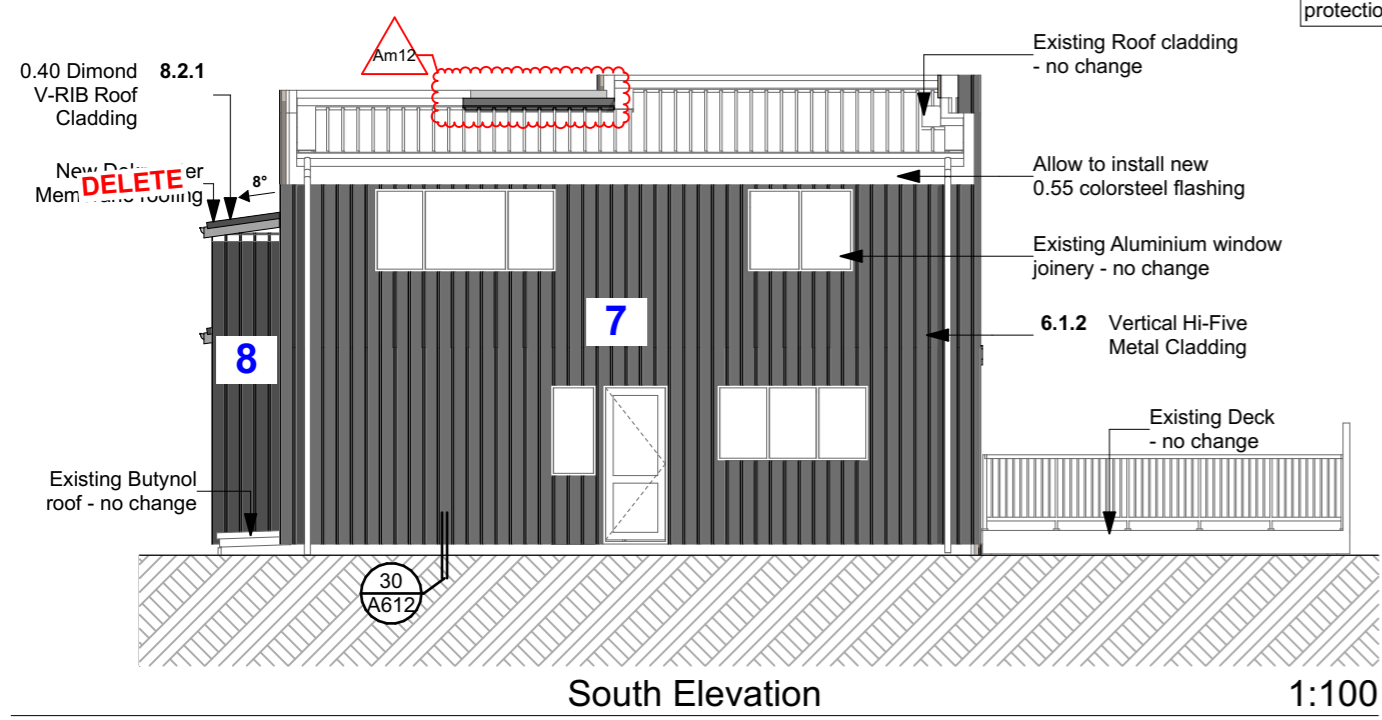 protectio
Am12
Existing Roof cladding
- no change
0.40 Dimond 8.2.1
V-RIB Roof
Cladding
New
er
DELETE
roofing
8°
Allow to install new
0.55 colorsteel flashing
Existing Aluminium window
joinery - no change
7
6.1.2 Vertical Hi-Five
Metal Cladding
8
Existing Deck
- no change
Existing Butynol
roof - no change
30
A612
South Elevation 1:100